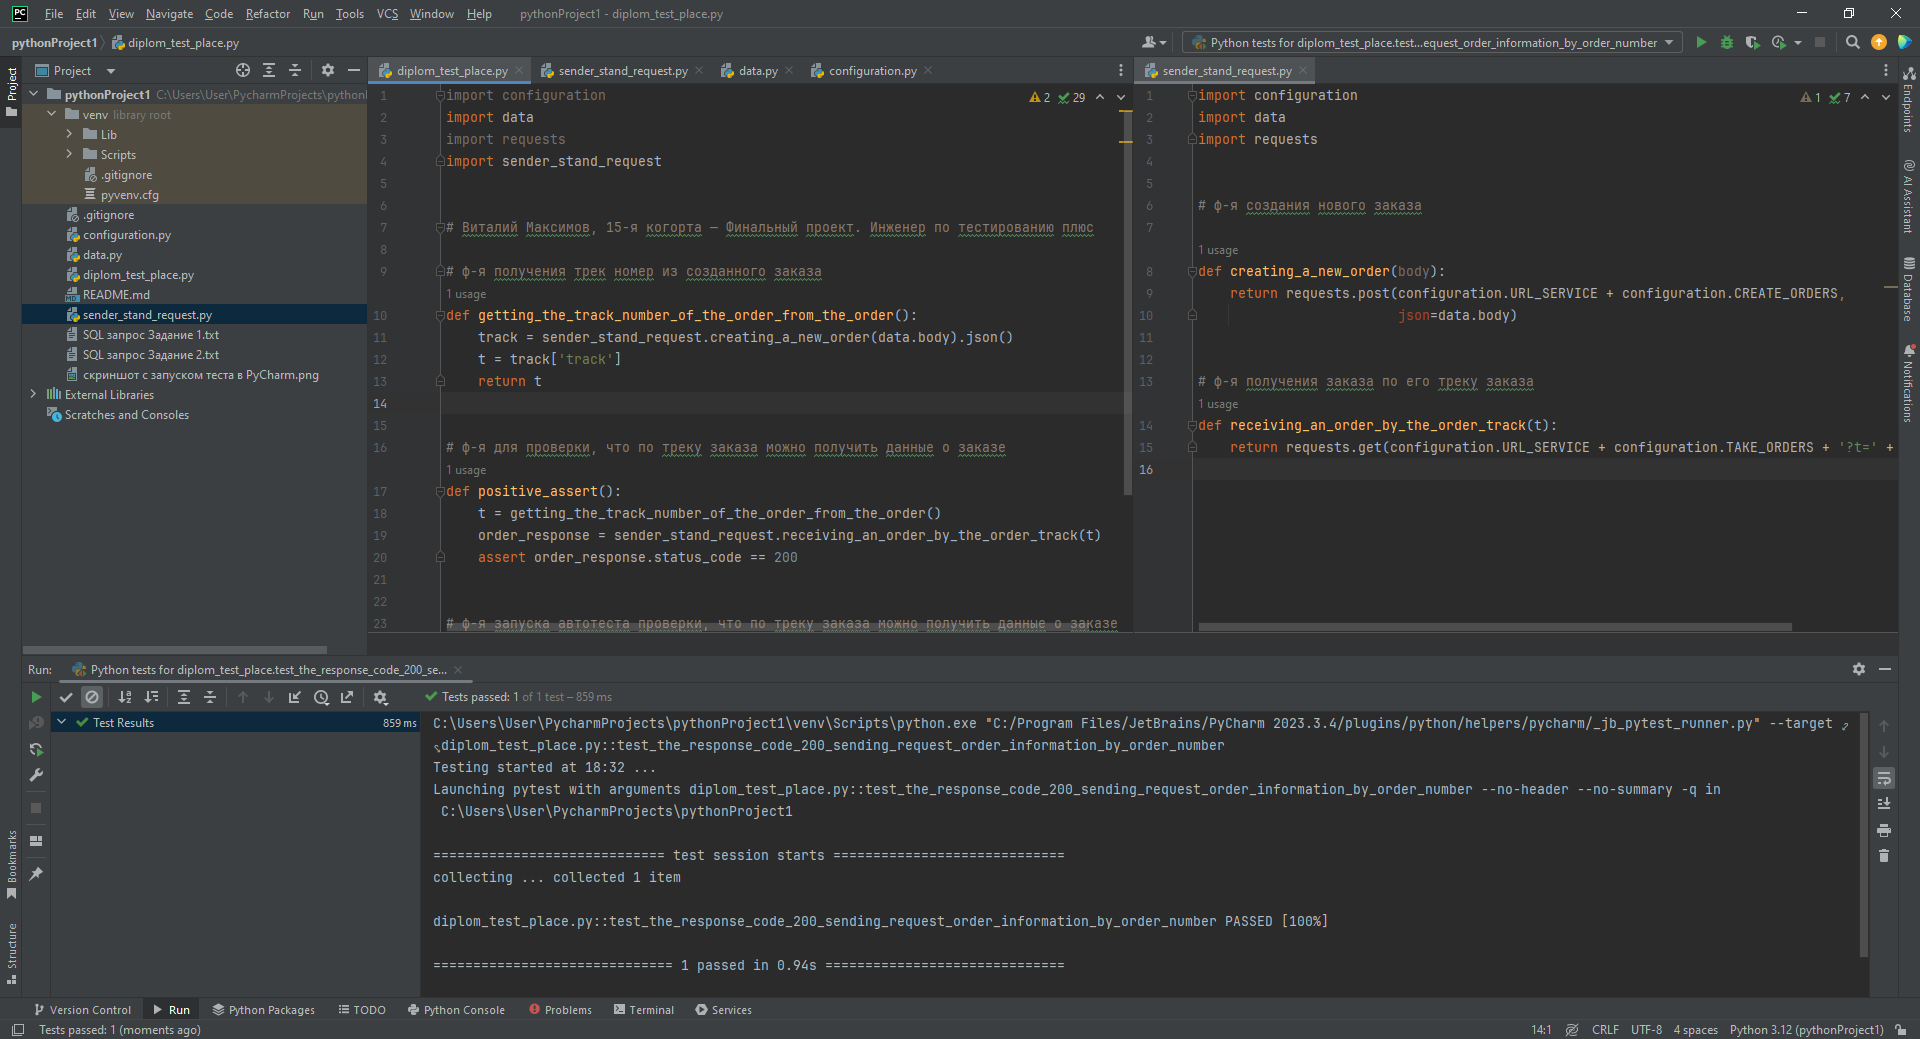 PC File Edit View Navigate Code Refactor Run Tools VCS Window Help pythonProject1 - diplom_test_place.py
pythonProject1 diplom_test_place.py
Python tests for diplom_test_place.test...equest_order_information_by_order_number
Project
Project
pythonProject1 C:\Users\User\PycharmProjects\pythonl
venv library root
Lib
Scripts
.gitignore
pyvenv.cfg
.gitignore
configuration.py
data.py
diplom_test_place.py
README.md
sender_stand_request.py
SQL запрос Задание 1.txt
SQL запрос Задание 2.txt
скриншот с запуском теста в PyCharm.png
External Libraries
Scratches and Consoles
diplom_test_place.py sender_stand_request.py data.py configuration.py
2 29
1 import configuration
2 import data
3 import requests
4 import sender_stand_request
5
6
7 # Виталий Максимов, 15-я когорта — Финальный проект. Инженер по тестированию плюс
8
9 # ф-я получения трек номер из созданного заказа
1 usage
10 def getting_the_track_number_of_the_order_from_the_order():
11 track = sender_stand_request.creating_a_new_order(data.body).json()
12 t = track['track']
13 return t
14
15
16 # ф-я для проверки, что по треку заказа можно получить данные о заказе
1 usage
17 def positive_assert():
18 t = getting_the_track_number_of_the_order_from_the_order()
19 order_response = sender_stand_request.receiving_an_order_by_the_order_track(t)
20 assert order_response.status_code == 200
21
22
23 # ф-я запуска автотеста проверки, что по треку заказа можно получить данные о заказе
sender_stand_request.py
1 7
1 import configuration
2 import data
3 import requests
4
5
6 # ф-я создания нового заказа
7
1 usage
8 def creating_a_new_order(body):
9 return requests.post(configuration.URL_SERVICE + configuration.CREATE_ORDERS,
10 json=data.body)
11
12
13 # ф-я получения заказа по его треку заказа
1 usage
14 def receiving_an_order_by_the_order_track(t):
15 return requests.get(configuration.URL_SERVICE + configuration.TAKE_ORDERS + '?t=' +
16
Endpoints
AI Assistant
Database
Notifications
Run: Python tests for diplom_test_place.test_the_response_code_200_se...
Tests passed: 1 of 1 test – 859 ms
Test Results 859 ms
C:\Users\User\PycharmProjects\pythonProject1\venv\Scripts\python.exe "C:/Program Files/JetBrains/PyCharm 2023.3.4/plugins/python/helpers/pycharm/_jb_pytest_runner.py" --target
diplom_test_place.py::test_the_response_code_200_sending_request_order_information_by_order_number
Testing started at 18:32 ...
Launching pytest with arguments diplom_test_place.py::test_the_response_code_200_sending_request_order_information_by_order_number --no-header --no-summary -q in
C:\Users\User\PycharmProjects\pythonProject1
============================= test session starts =============================
collecting ... collected 1 item
diplom_test_place.py::test_the_response_code_200_sending_request_order_information_by_order_number PASSED [100%]
============================== 1 passed in 0.94s ==============================
Bookmarks
Structure
Version Control Run Python Packages TODO Python Console Problems Terminal Services
Tests passed: 1 (moments ago) 14:1 CRLF UTF-8 4 spaces Python 3.12 (pythonProject1)